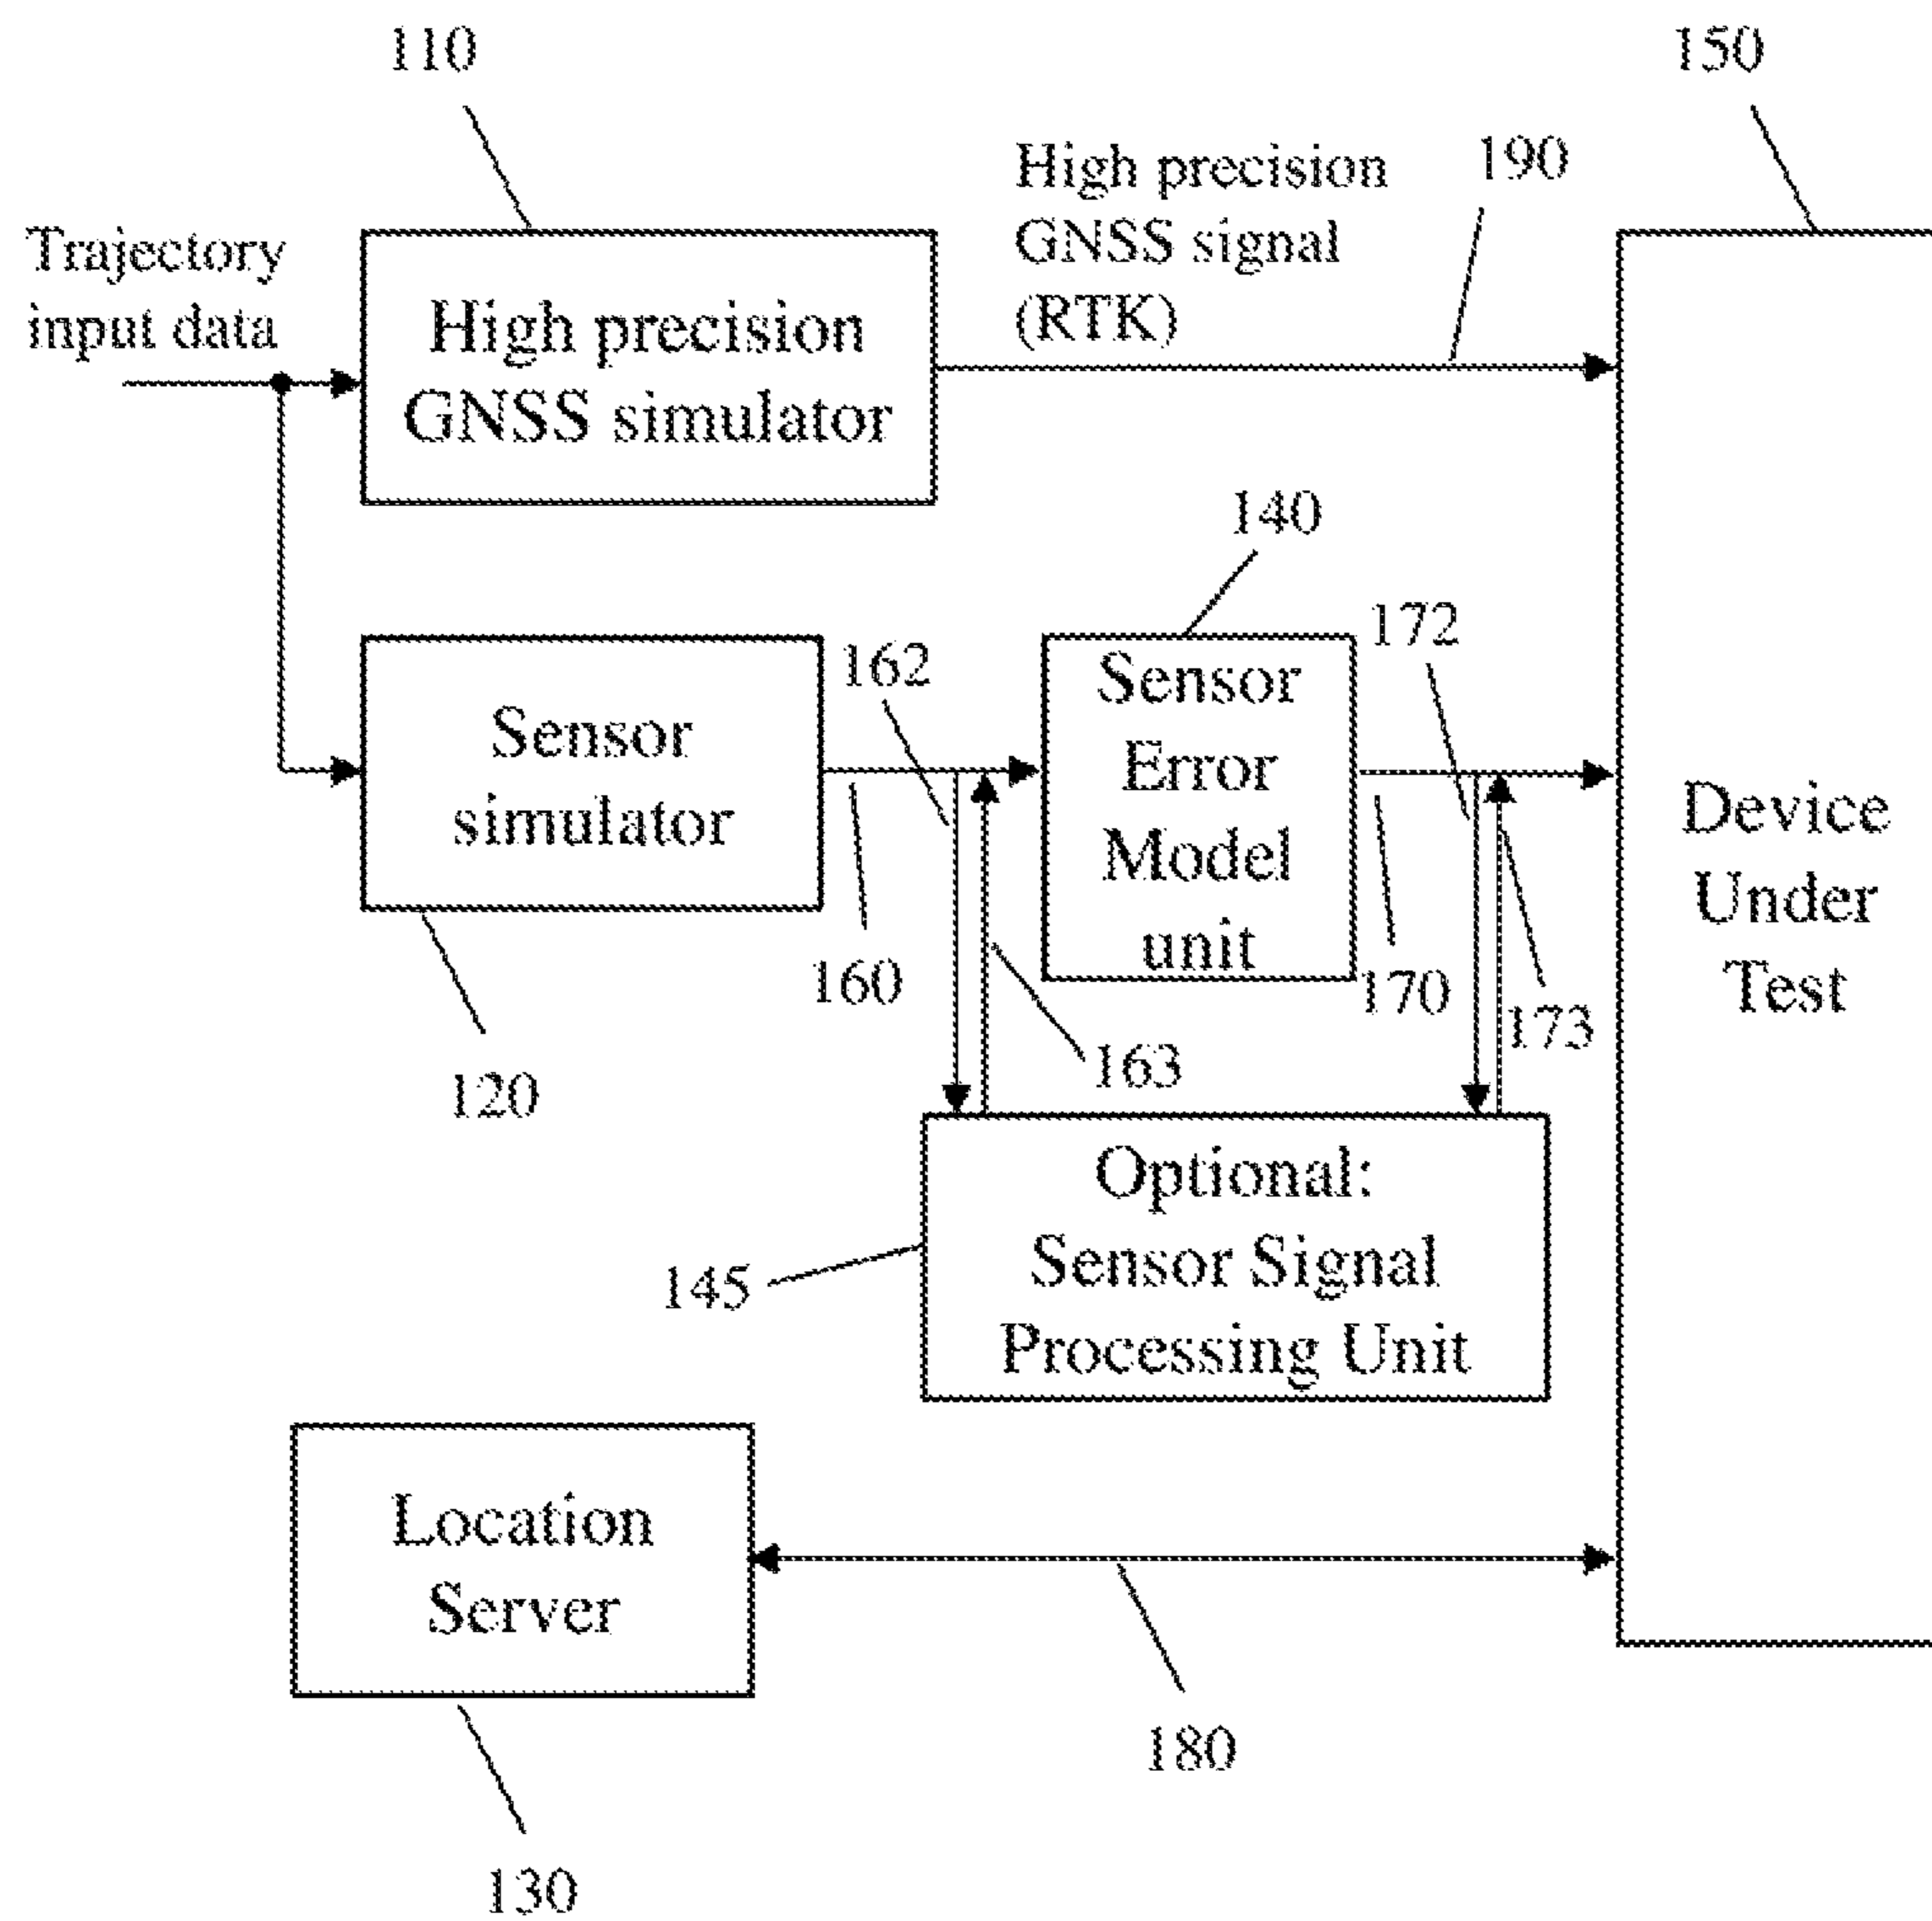 110
150
High precision
GNSS signal
(RTK)
190
Trajectory
input data
High precision
GNSS simulator
140
172
162
Sensor
simulator
Sensor
Error
Model
unit
Device
Under
Test
160
170
173
163
120
Optional:
Sensor Signal
Processing Unit
145
Location
Server
180
130